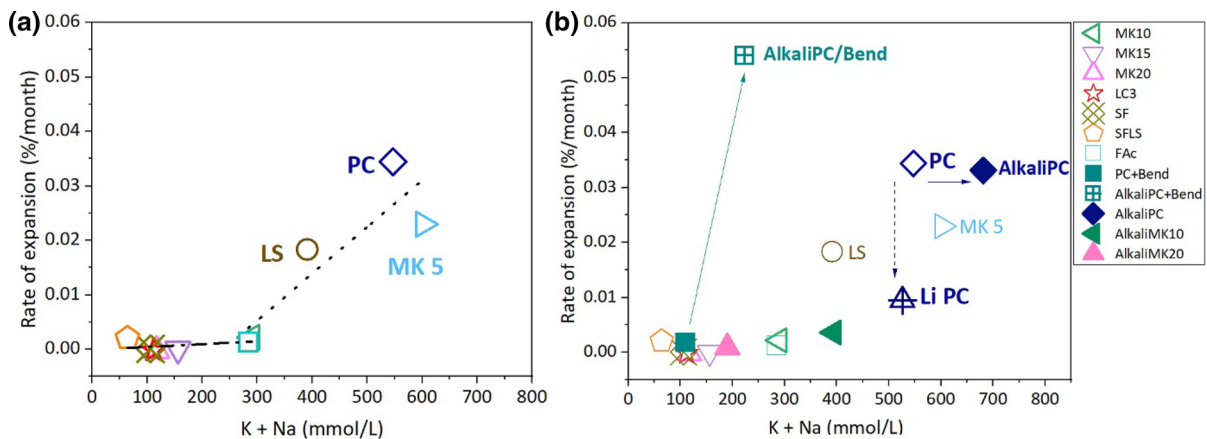 (a)
0.06
0.05
0.04
0.03
0.02
0.01
0.00
Rate of expansion (%/month)
PC
LS
MK 5
0 100 200 300 400 500 600 700 800
K + Na (mmol/L)
(b)
0.06
0.05
0.04
0.03
0.02
0.01
0.00
Rate of expansion (%/month)
AlkaliPC/Bend
PC
AlkaliPC
MK 5
LS
Li PC
0 100 200 300 400 500 600 700 800
K + Na (mmol/L)
MK10
MK15
MK20
LC3
SF
SFLS
FAc
PC+Bend
AlkaliPC+Bend
AlkaliPC
AlkaliMK10
AlkaliMK20